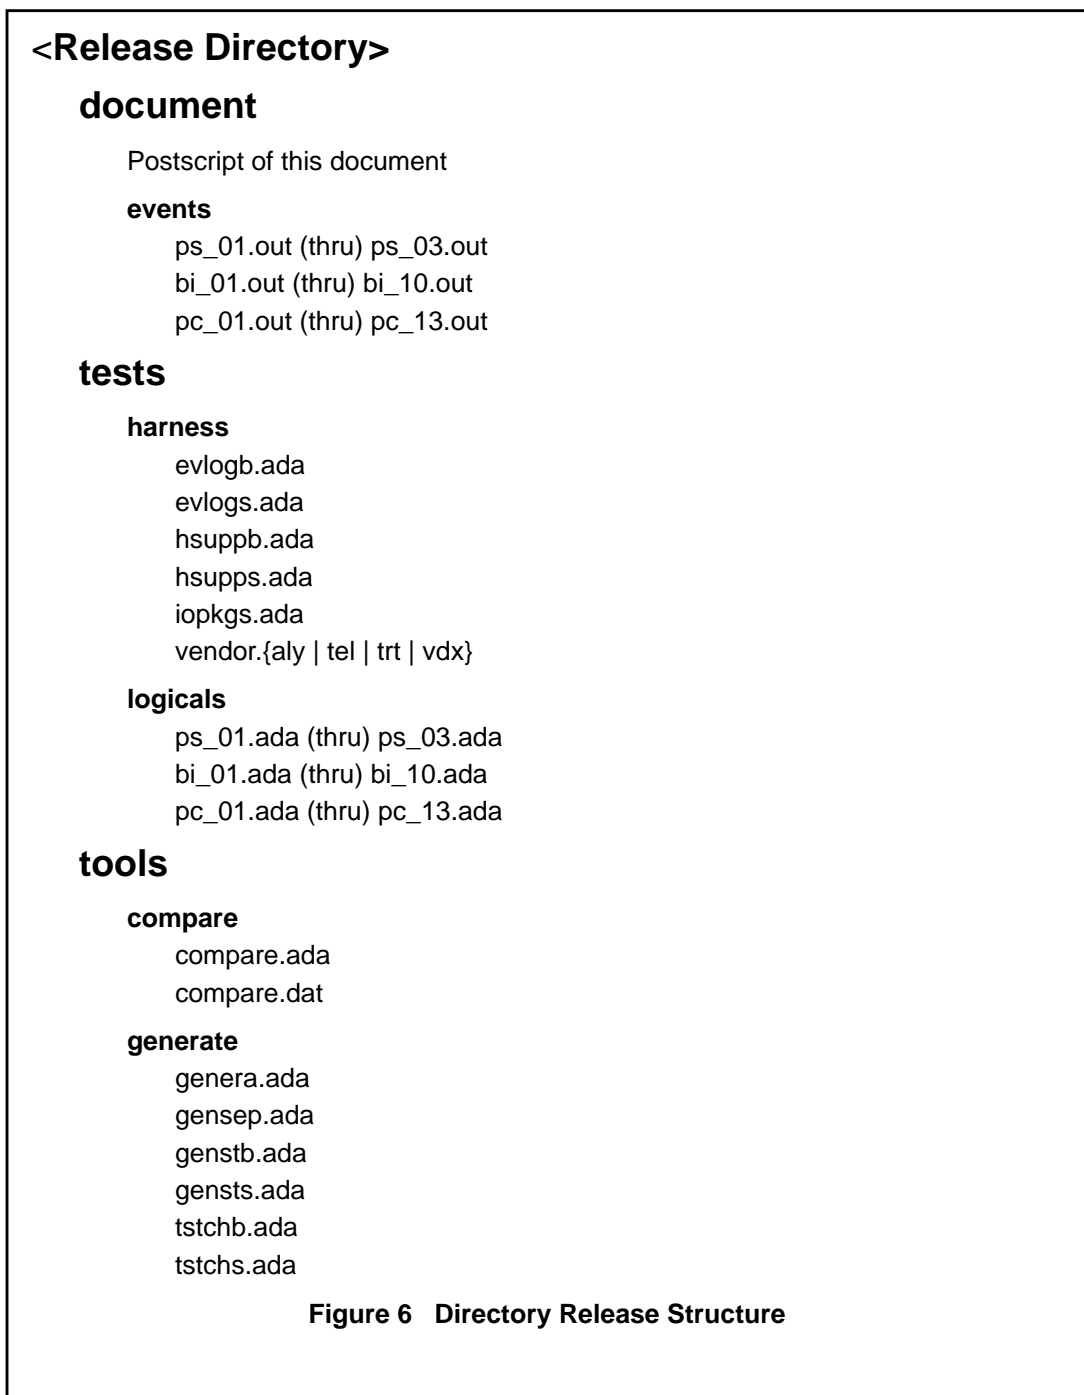 <Release Directory>
document
Postscript of this document
events
ps_01.out (thru) ps_03.out
bi_01.out (thru) bi_10.out
pc_01.out (thru) pc_13.out
tests
harness
evlogb.ada
evlogs.ada
hsuppb.ada
hsupps.ada
iopkgs.ada
vendor.{aly | tel | trt | vdx}
logicals
ps_01.ada (thru) ps_03.ada
bi_01.ada (thru) bi_10.ada
pc_01.ada (thru) pc_13.ada
tools
compare
compare.ada
compare.dat
generate
genera.ada
gensep.ada
genstb.ada
gensts.ada
tstchb.ada
tstchs.ada
Figure 6 Directory Release Structure